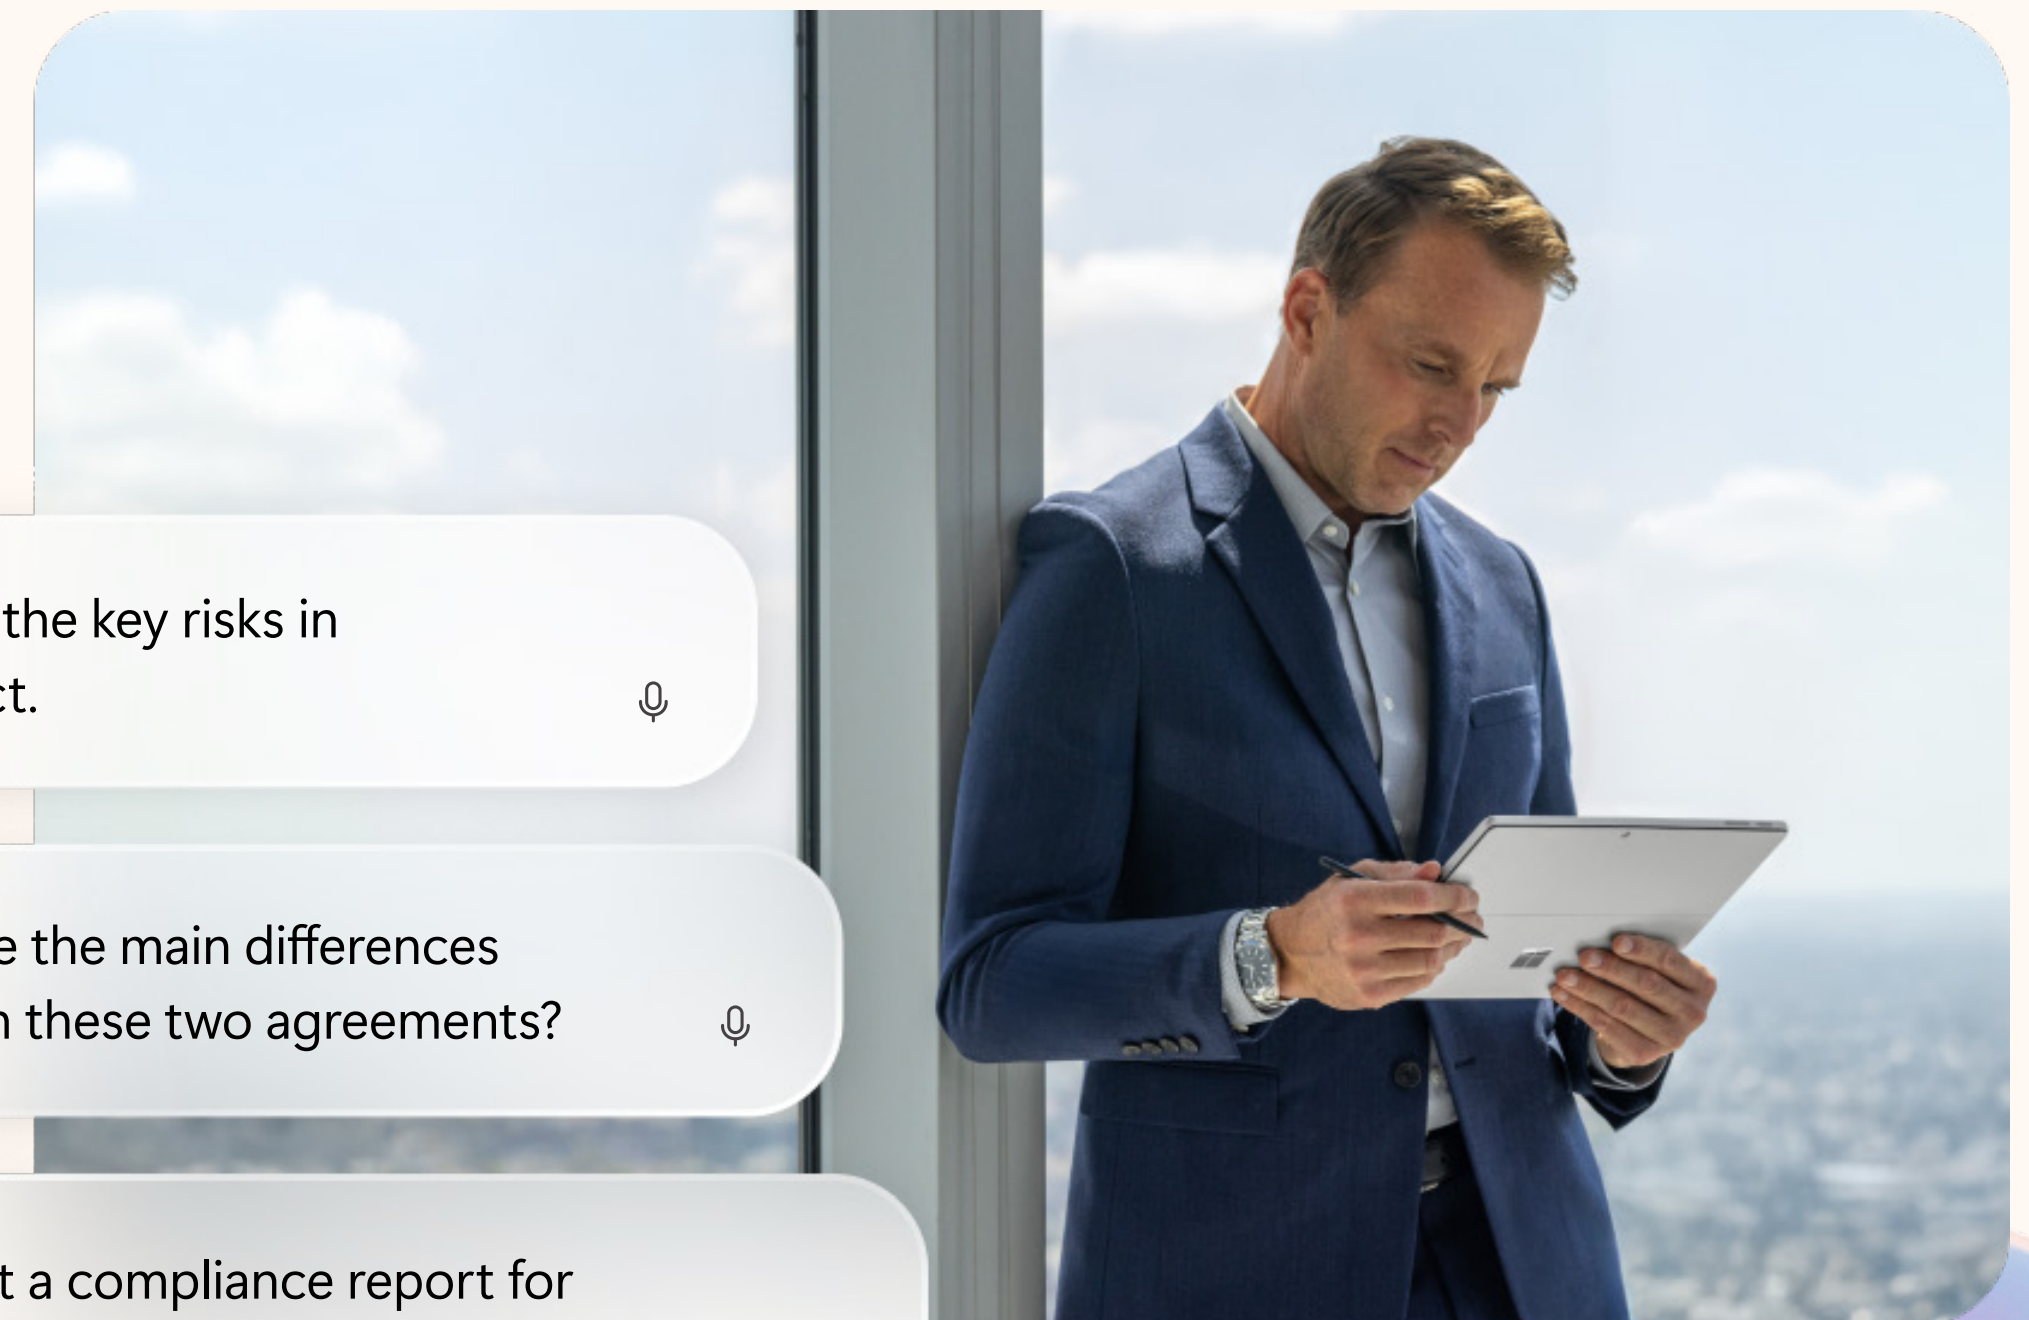 the key risks in
ct.
e the main differences
n these two agreements?
t a compliance report for